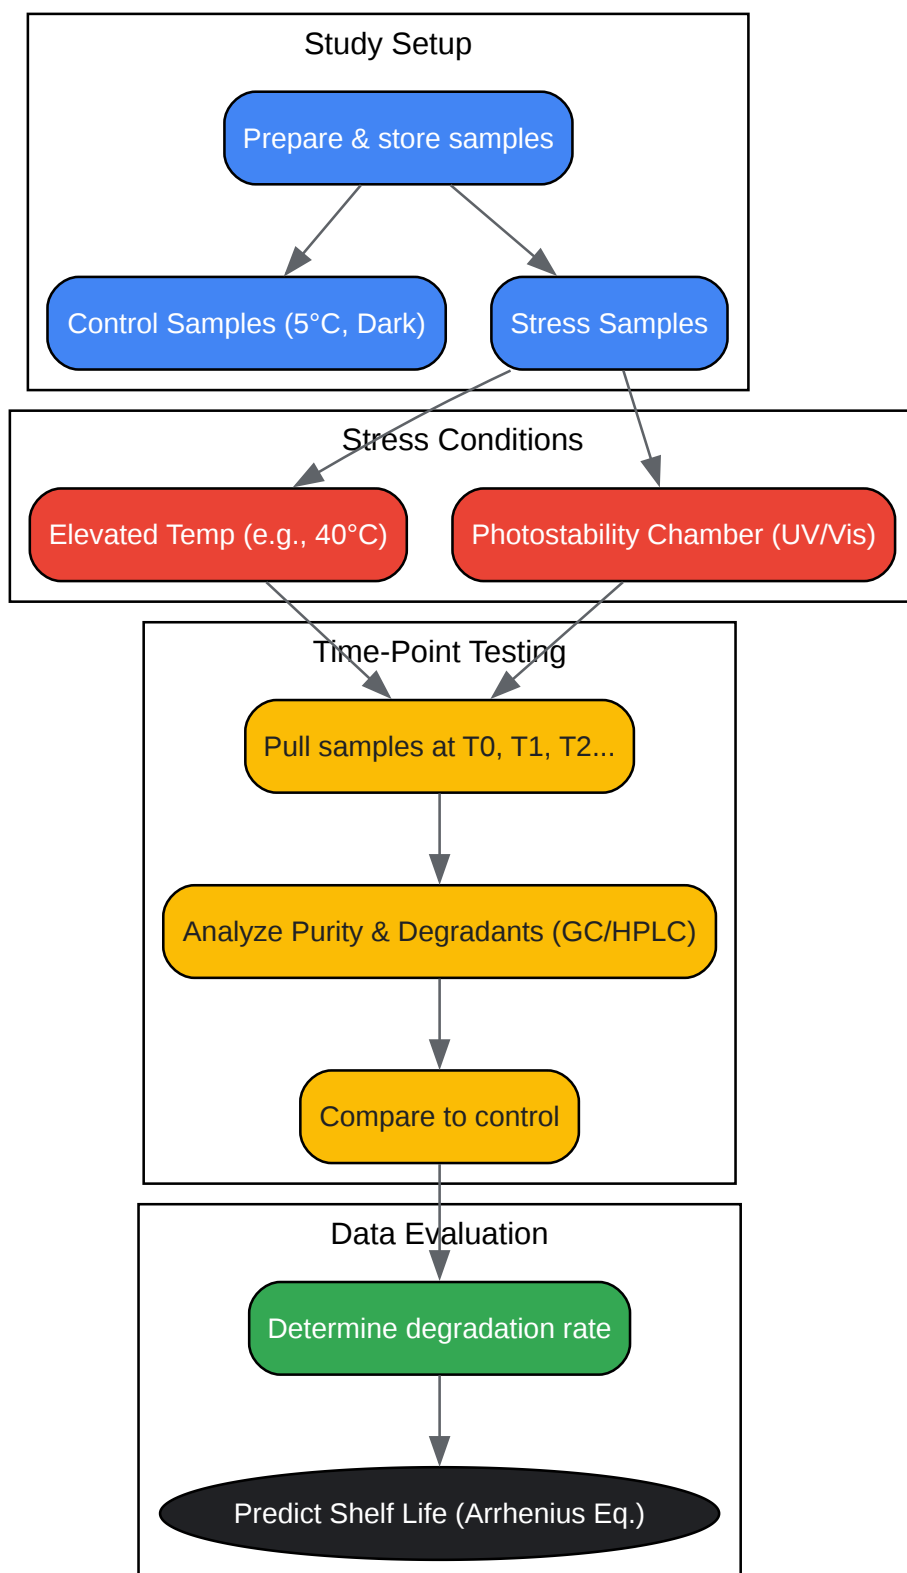 Study Setup
Prepare & store samples
Control Samples (5°C, Dark)
Stress Samples
Stress Conditions
Elevated Temp (e.g., 40°C)
Photostability Chamber (UV/Vis)
Time-Point Testing
Pull samples at T0, T1, T2...
Analyze Purity & Degradants (GC/HPLC)
Compare to control
Data Evaluation
Determine degradation rate
Predict Shelf Life (Arrhenius Eq.)